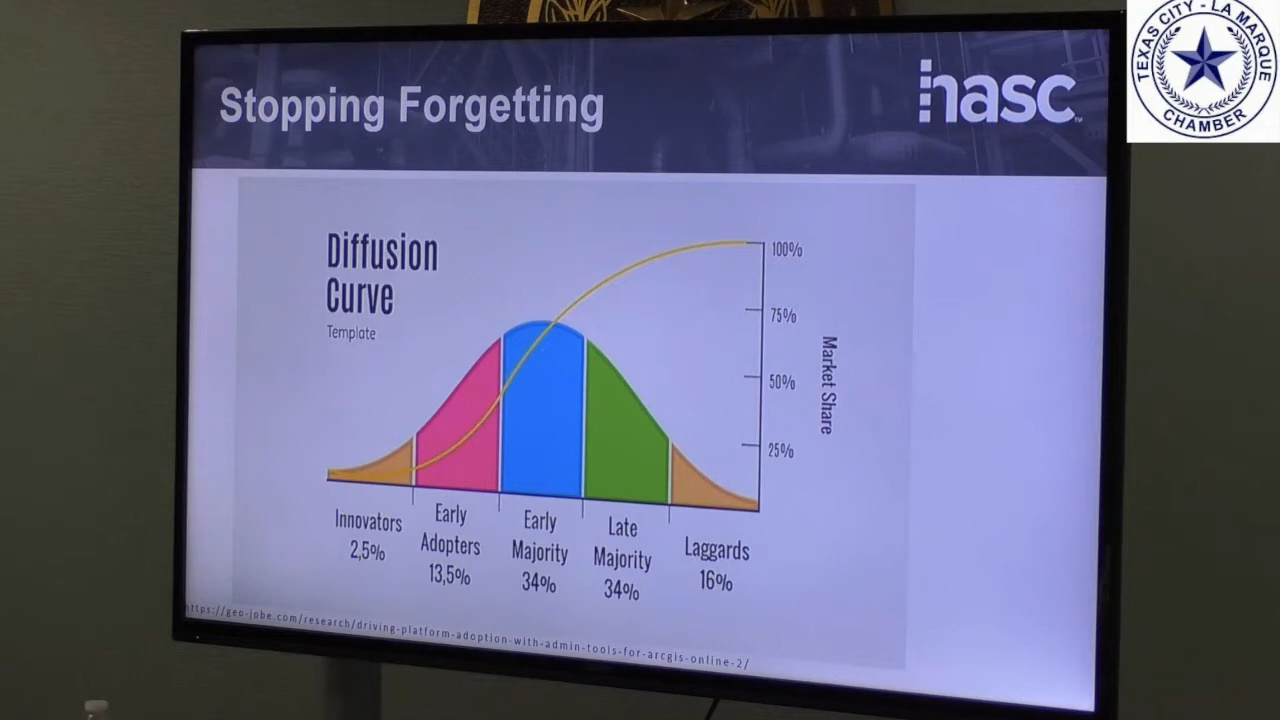 Stopping Forgetting
hasc
TM
TEXAS CITY - LA MARQUE
CHAMBER
Diffusion
Curve
Template
100%
75%
50%
25%
Market Share
Innovators
2,5%
Early
Adopters
13,5%
Early
Majority
34%
Late
Majority
34%
Laggards
16%
https://geo-jobe.com/research/driving-platform-adoption-with-admin-tools-for-arcgis-online-2/